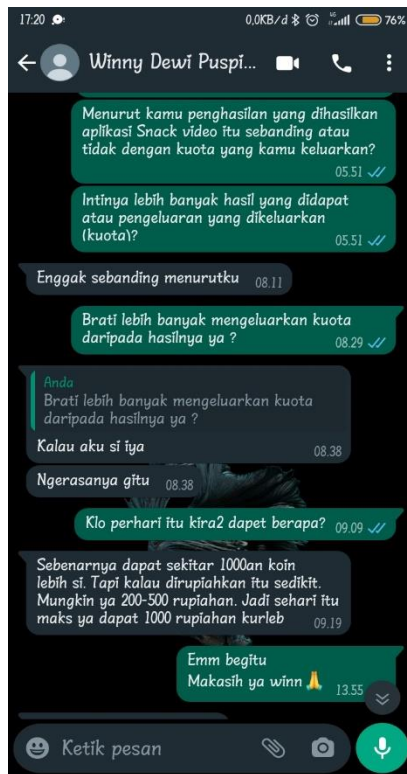 17:20
0,0KB/d 76%
Winny Dewi Puspi...
Menurut kamu penghasilan yang dihasilkan
aplikasi Snack video itu sebanding atau
tidak dengan kuota yang kamu keluarkan?
05.51
Intinya lebih banyak hasil yang didapat
atau pengeluaran yang dikeluarkan
(kuota)?
05.51
Enggak sebanding menurutku 08.11
Brati lebih banyak mengeluarkan kuota
daripada hasilnya ya ? 08.29
Anda
Brati lebih banyak mengeluarkan kuota
daripada hasilnya ya ?
Kalau aku si iya 08.38
Ngerasanya gitu 08.38
Klo perhari itu kira2 dapet berapa? 09.09
Sebenarnya dapat sekitar 1000an koin
lebih si. Tapi kalau dirupiahkan itu sedikit.
Mungkin ya 200-500 rupiahan. Jadi sehari itu
maks ya dapat 1000 rupiahan kurleb 09.19
Emm begitu
Makasih ya winn 🙏 13.55
Ketik pesan